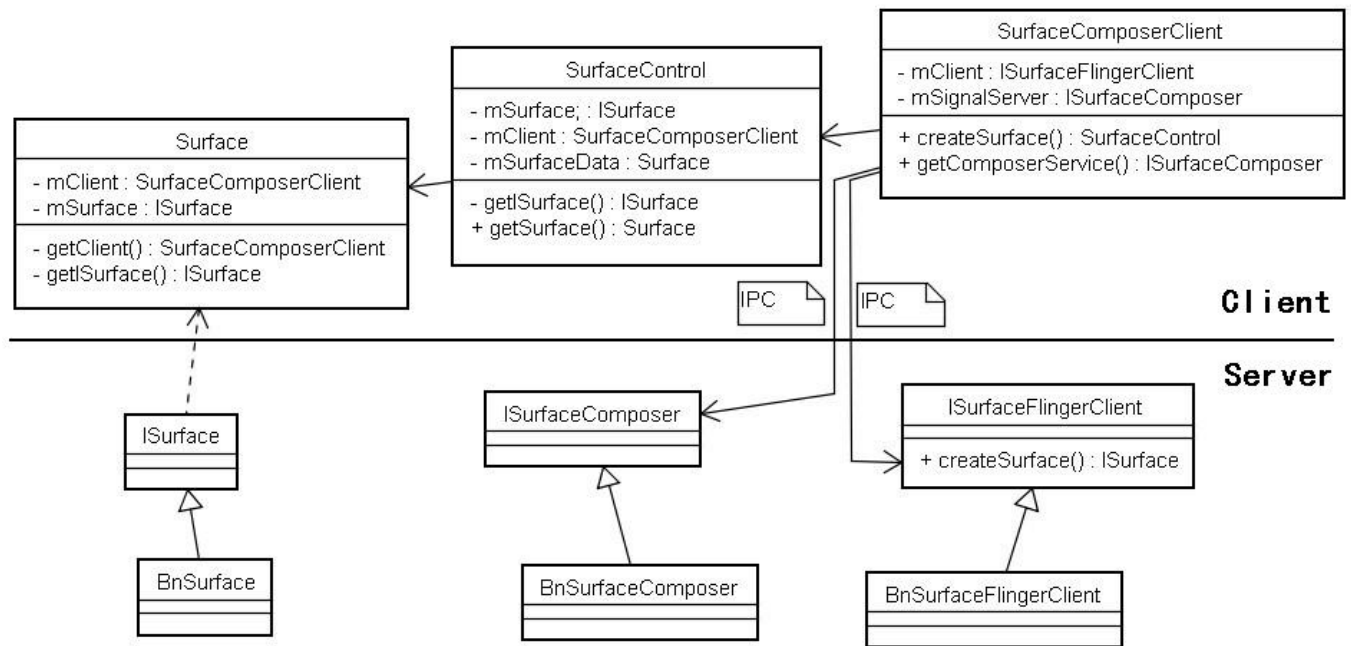 SurfaceComposerClient
- mClient : ISurfaceFlingerClient
- mSignalServer : ISurfaceComposer
+ createSurface() : SurfaceControl
+ getComposerService() : ISurfaceComposer
SurfaceControl
- mSurface; : ISurface
- mClient : SurfaceComposerClient
- mSurfaceData : Surface
- getISurface() : ISurface
+ getSurface() : Surface
Surface
- mClient : SurfaceComposerClient
- mSurface : ISurface
- getClient() : SurfaceComposerClient
- getISurface() : ISurface
IPC
IPC
Client
Server
ISurface
ISurfaceComposer
ISurfaceFlingerClient
+ createSurface() : ISurface
BnSurface
BnSurfaceComposer
BnSurfaceFlingerClient